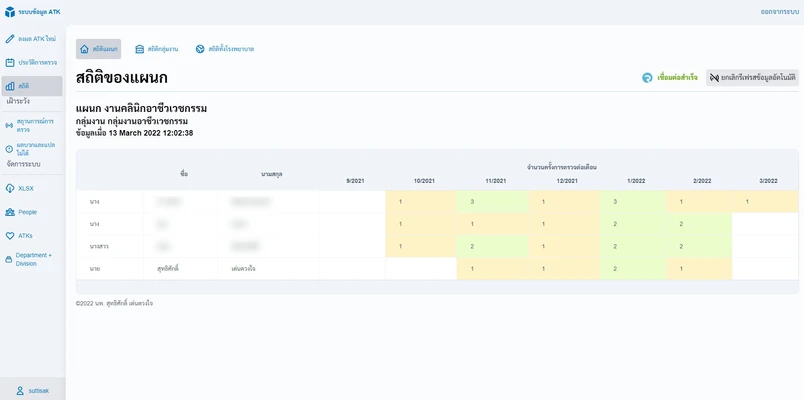 ระบบข้อมูล ATK
ออกจากระบบ
ลงผล ATK ใหม่
ประวัติการตรวจ
สถิติ
เฝ้าระวัง
สถานการณ์การ
ตรวจ
ผลบวกและแปล
ไม่ได้
จัดการระบบ
XLSX
People
ATKs
Department +
Division
suttisak
สถิติแผนก
สถิติกลุ่มงาน
สถิติทั้งโรงพยาบาล
สถิติของแผนก
เชื่อมต่อสำเร็จ
ยกเลิกรีเฟรสข้อมูลอัตโนมัติ
แผนก งานคลินิกอาชีวเวชกรรม
กลุ่มงาน กลุ่มงานอาชีวเวชกรรม
ข้อมูลเมื่อ 13 March 2022 12:02:38
ชื่อ นามสกุล จำนวนครั้งการตรวจต่อเดือน
9/2021 10/2021 11/2021 12/2021 1/2022 2/2022 3/2022
นาง 1 3 1 3 1 1
นาง 1 1 1 2 2
นางสาว 1 2 1 2 2
นาย สุทธิศักดิ์ เด่นดวงใจ 1 1 2 1
©2022 นพ. สุทธิศักดิ์ เด่นดวงใจ